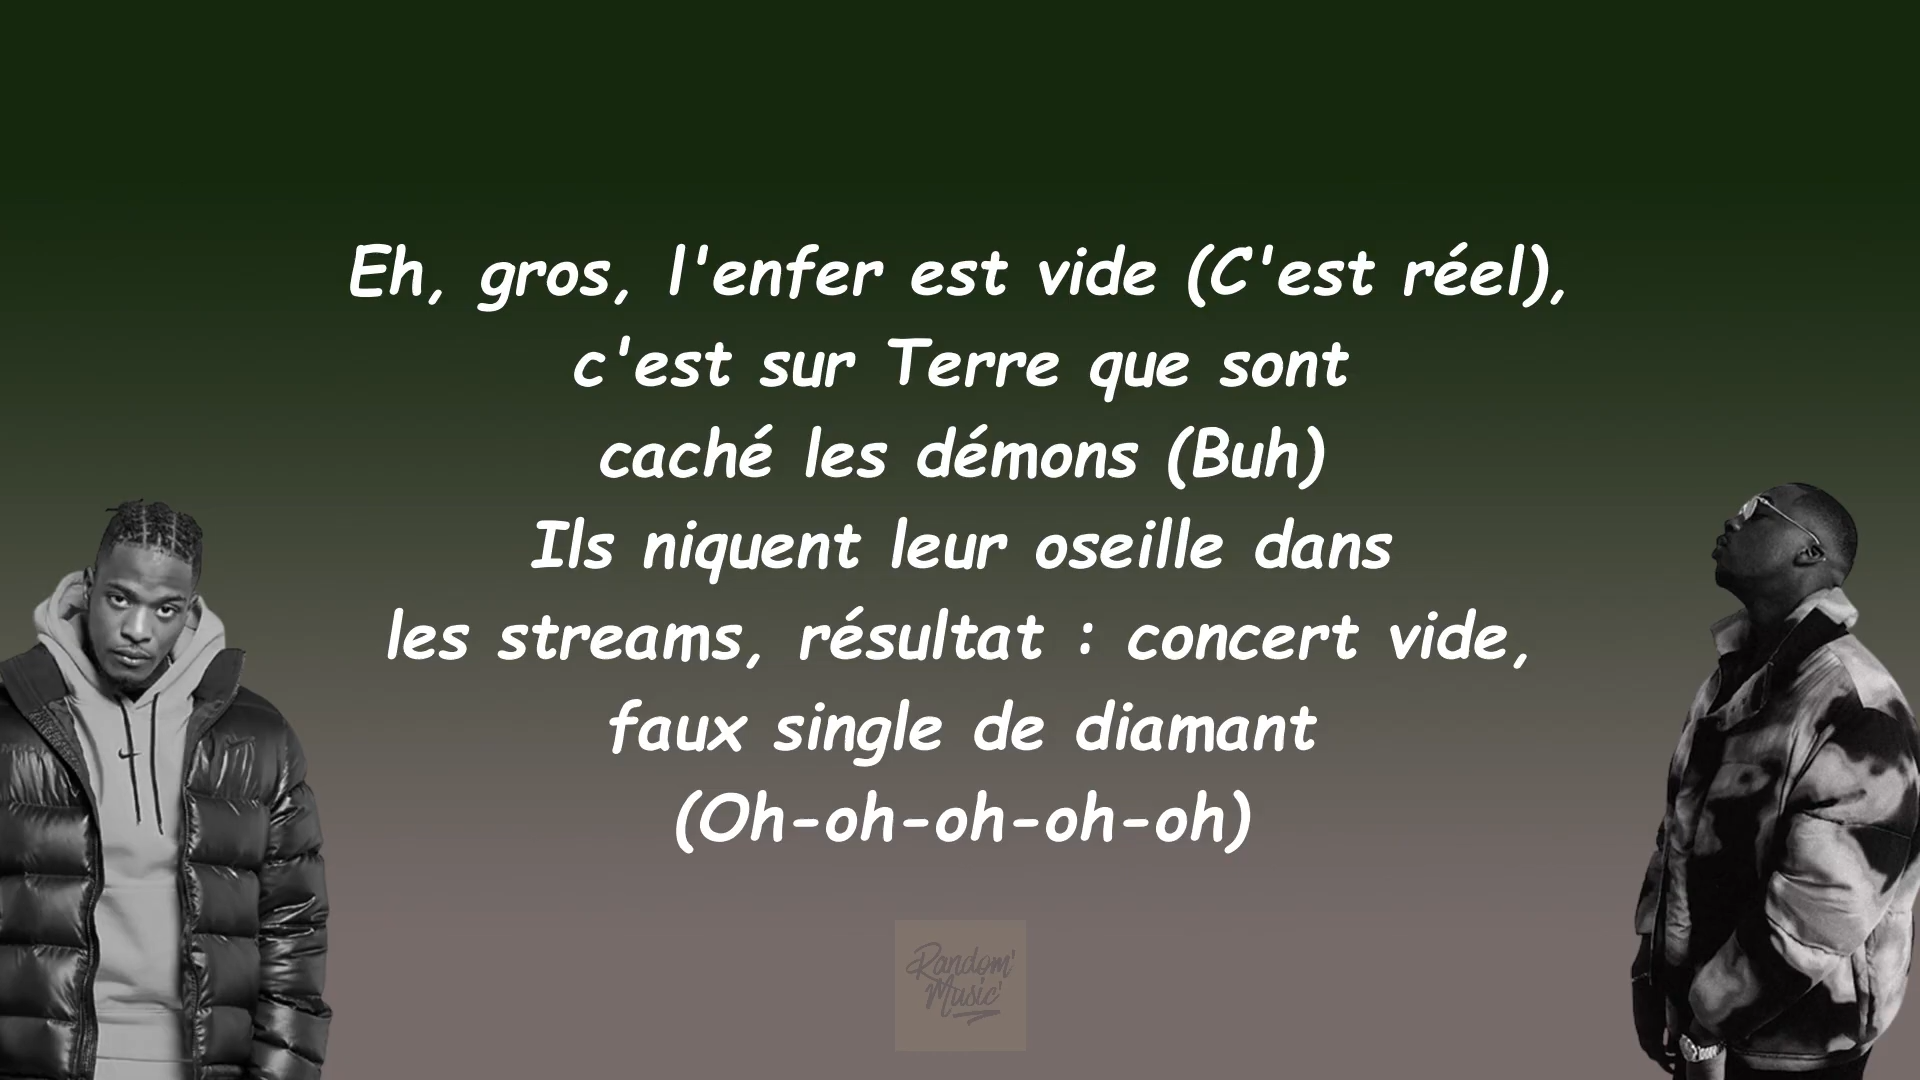 Eh, gros, l'enfer est vide (C'est réel),
c'est sur Terre que sont
caché les démons (Buh)
Ils niquent leur oseille dans
les streams, résultat : concert vide,
faux single de diamant
(Oh-oh-oh-oh-oh)
Random'
Music'